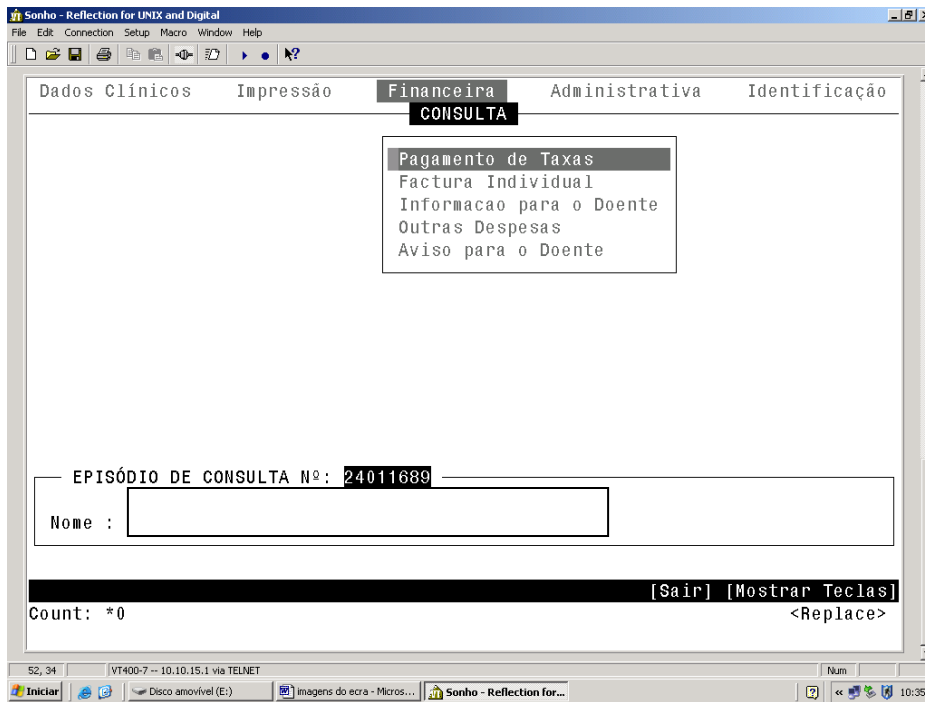 Sonho - Reflection for UNIX and Digital
File Edit Connection Setup Macro Window Help
Dados Clínicos Impressão Financeira Administrativa Identificação
CONSULTA
Pagamento de Taxas
Factura Individual
Informacao para o Doente
Outras Despesas
Aviso para o Doente
EPISÓDIO DE CONSULTA Nº: 24011689
Nome :
[Sair] [Mostrar Teclas]
Count: *0 <Replace>
52, 34 VT400-7 -- 10.10.15.1 via TELNET Num
Iniciar Disco amovível (E:) imagens do ecra - Micros... Sonho - Reflection for... 10:35